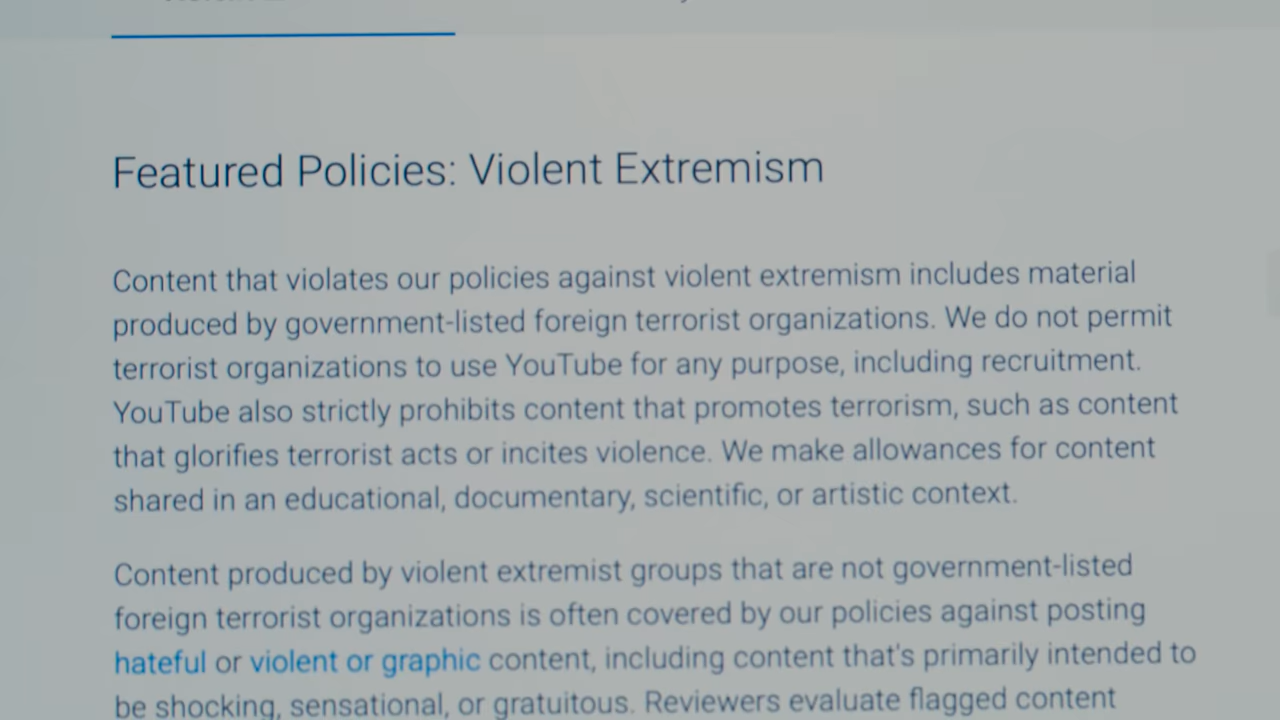 Featured Policies: Violent Extremism
Content that violates our policies against violent extremism includes material
produced by government-listed foreign terrorist organizations. We do not permit
terrorist organizations to use YouTube for any purpose, including recruitment.
YouTube also strictly prohibits content that promotes terrorism, such as content
that glorifies terrorist acts or incites violence. We make allowances for content
shared in an educational, documentary, scientific, or artistic context.
Content produced by violent extremist groups that are not government-listed
foreign terrorist organizations is often covered by our policies against posting
hateful or violent or graphic content, including content that's primarily intended to
be shocking, sensational, or gratuitous. Reviewers evaluate flagged content